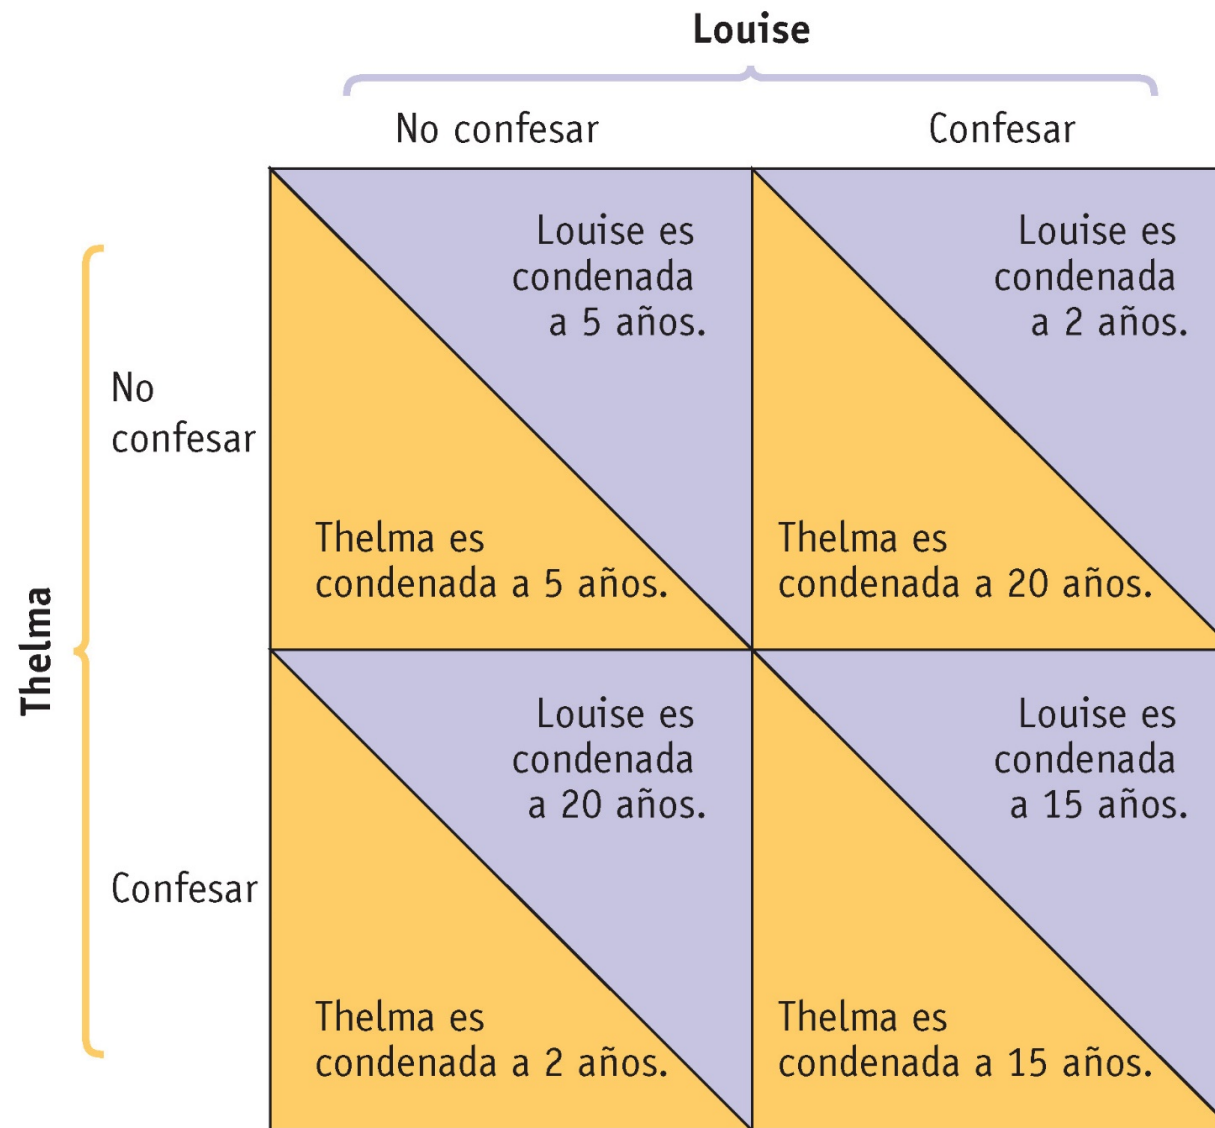 Louise
No confesar
Confesar
Thelma
No
confesar
Louise es
condenada
a 5 años.
Thelma es
condenada a 5 años.
Louise es
condenada
a 2 años.
Thelma es
condenada a 20 años.
Confesar
Louise es
condenada
a 20 años.
Thelma es
condenada a 2 años.
Louise es
condenada
a 15 años.
Thelma es
condenada a 15 años.